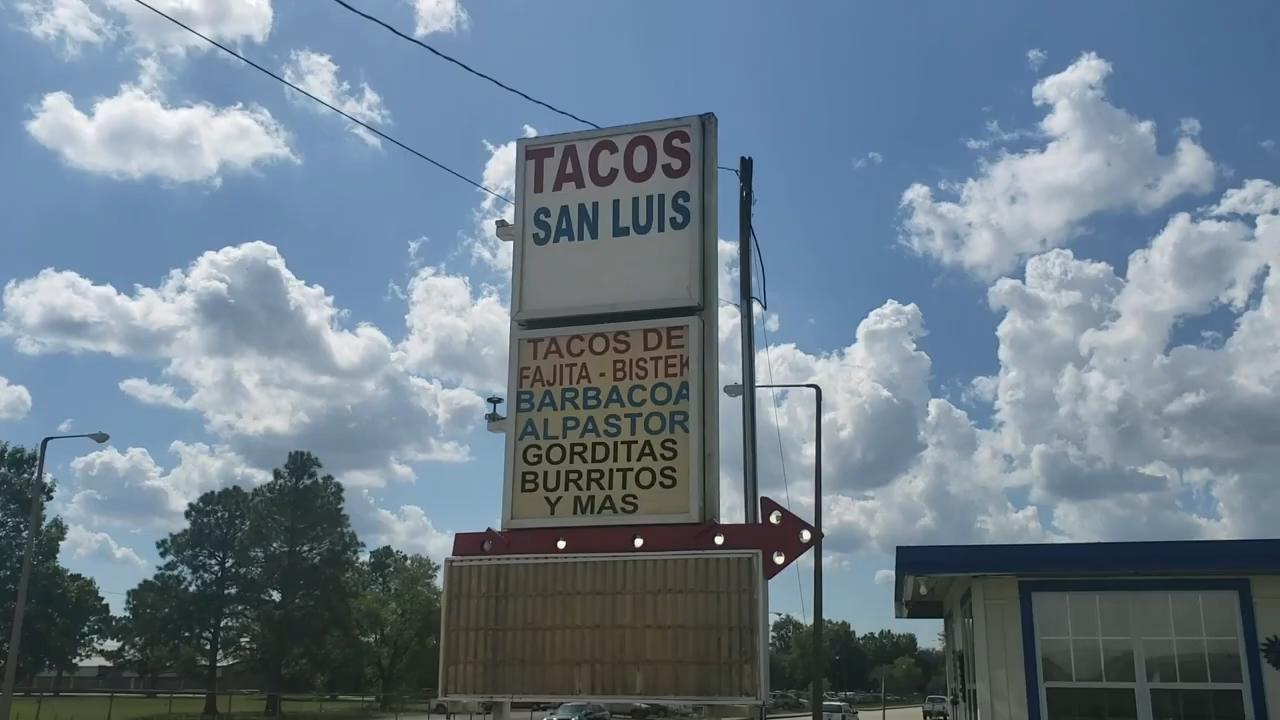 TACOS
SAN LUIS
TACOS DE
FAJITA - BISTEK
BARBACOA
ALPASTOR
GORDITAS
BURRITOS
Y MAS